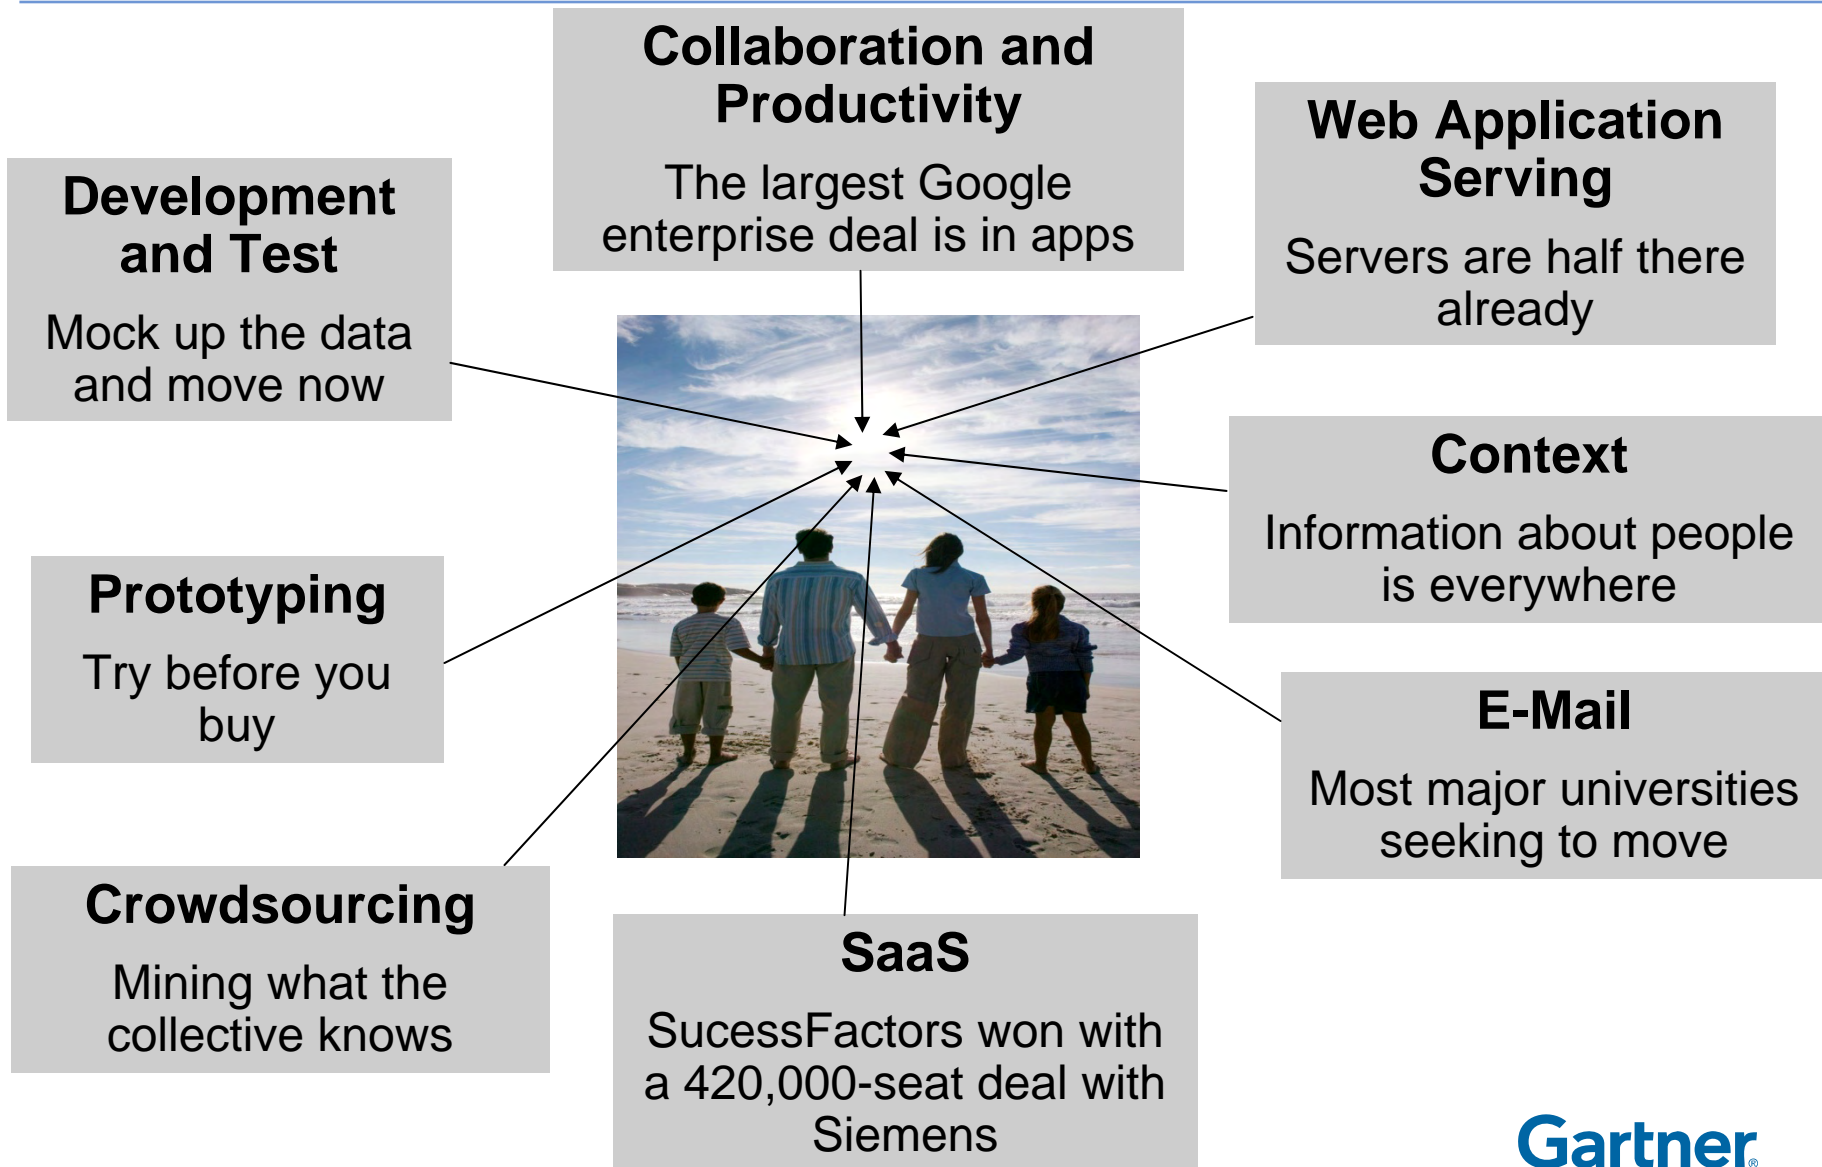 Collaboration and
Productivity
The largest Google
enterprise deal is in apps
Web Application
Serving
Servers are half there
already
Development
and Test
Mock up the data
and move now
Context
Information about people
is everywhere
Prototyping
Try before you
buy
E-Mail
Most major universities
seeking to move
Crowdsourcing
Mining what the
collective knows
SaaS
SucessFactors won with
a 420,000-seat deal with
Siemens
Gartner®